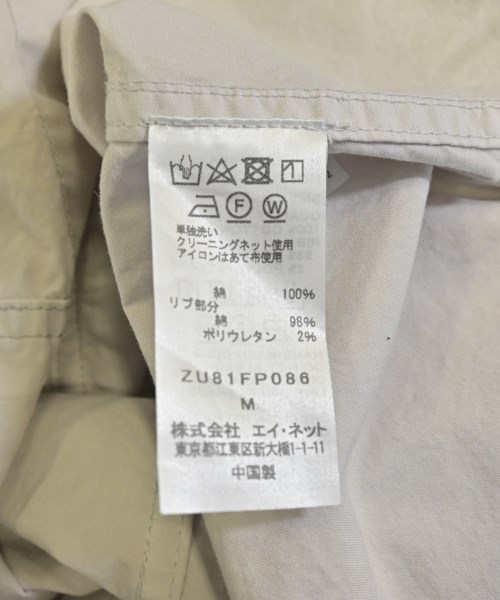 単独洗い
クリーニングネット使用
アイロンはあて布使用
綿 100%
リブ部分
綿 98%
ポリウレタン 2%
ZU81FP086
M
株式会社 エイ・ネット
東京都江東区新大橋1-1-11
中国製